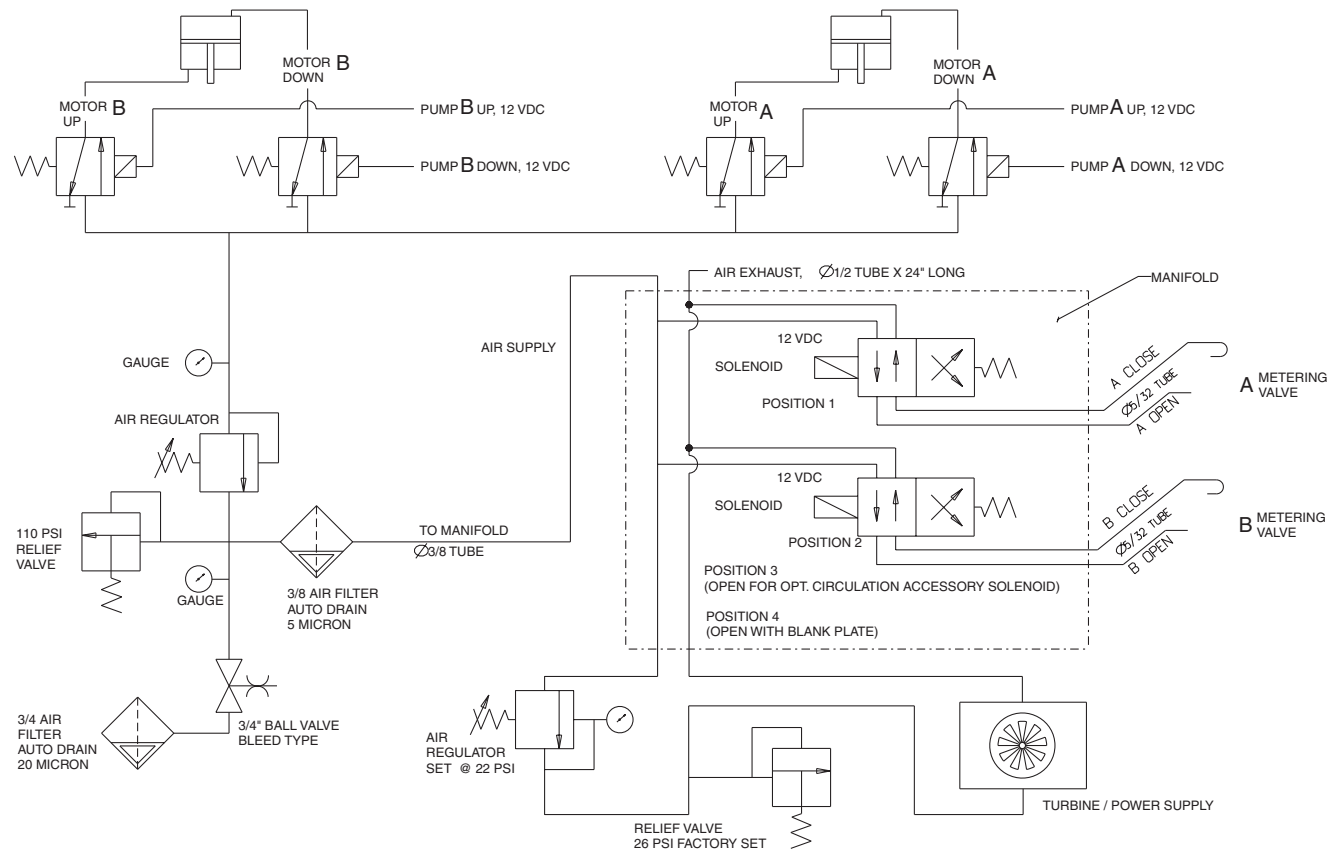 MOTOR B
DOWN
MOTOR B
UP
PUMP B UP, 12 VDC
PUMP B DOWN, 12 VDC
MOTOR A
DOWN
MOTOR A
UP
PUMP A UP, 12 VDC
PUMP A DOWN, 12 VDC
AIR EXHAUST, Ø1/2 TUBE X 24" LONG
MANIFOLD
GAUGE
AIR SUPPLY
12 VDC
SOLENOID
POSITION 1
A CLOSE
Ø5/32 TUBE
A OPEN
A METERING
VALVE
AIR REGULATOR
12 VDC
SOLENOID
POSITION 2
B CLOSE
Ø5/32 TUBE
B OPEN
B METERING
VALVE
110 PSI
RELIEF
VALVE
TO MANIFOLD
Ø3/8 TUBE
GAUGE
3/8 AIR FILTER
AUTO DRAIN
5 MICRON
POSITION 3
(OPEN FOR OPT. CIRCULATION ACCESSORY SOLENOID)
POSITION 4
(OPEN WITH BLANK PLATE)
3/4 AIR
FILTER
AUTO DRAIN
20 MICRON
3/4" BALL VALVE
BLEED TYPE
AIR
REGULATOR
SET @ 22 PSI
RELIEF VALVE
26 PSI FACTORY SET
TURBINE / POWER SUPPLY